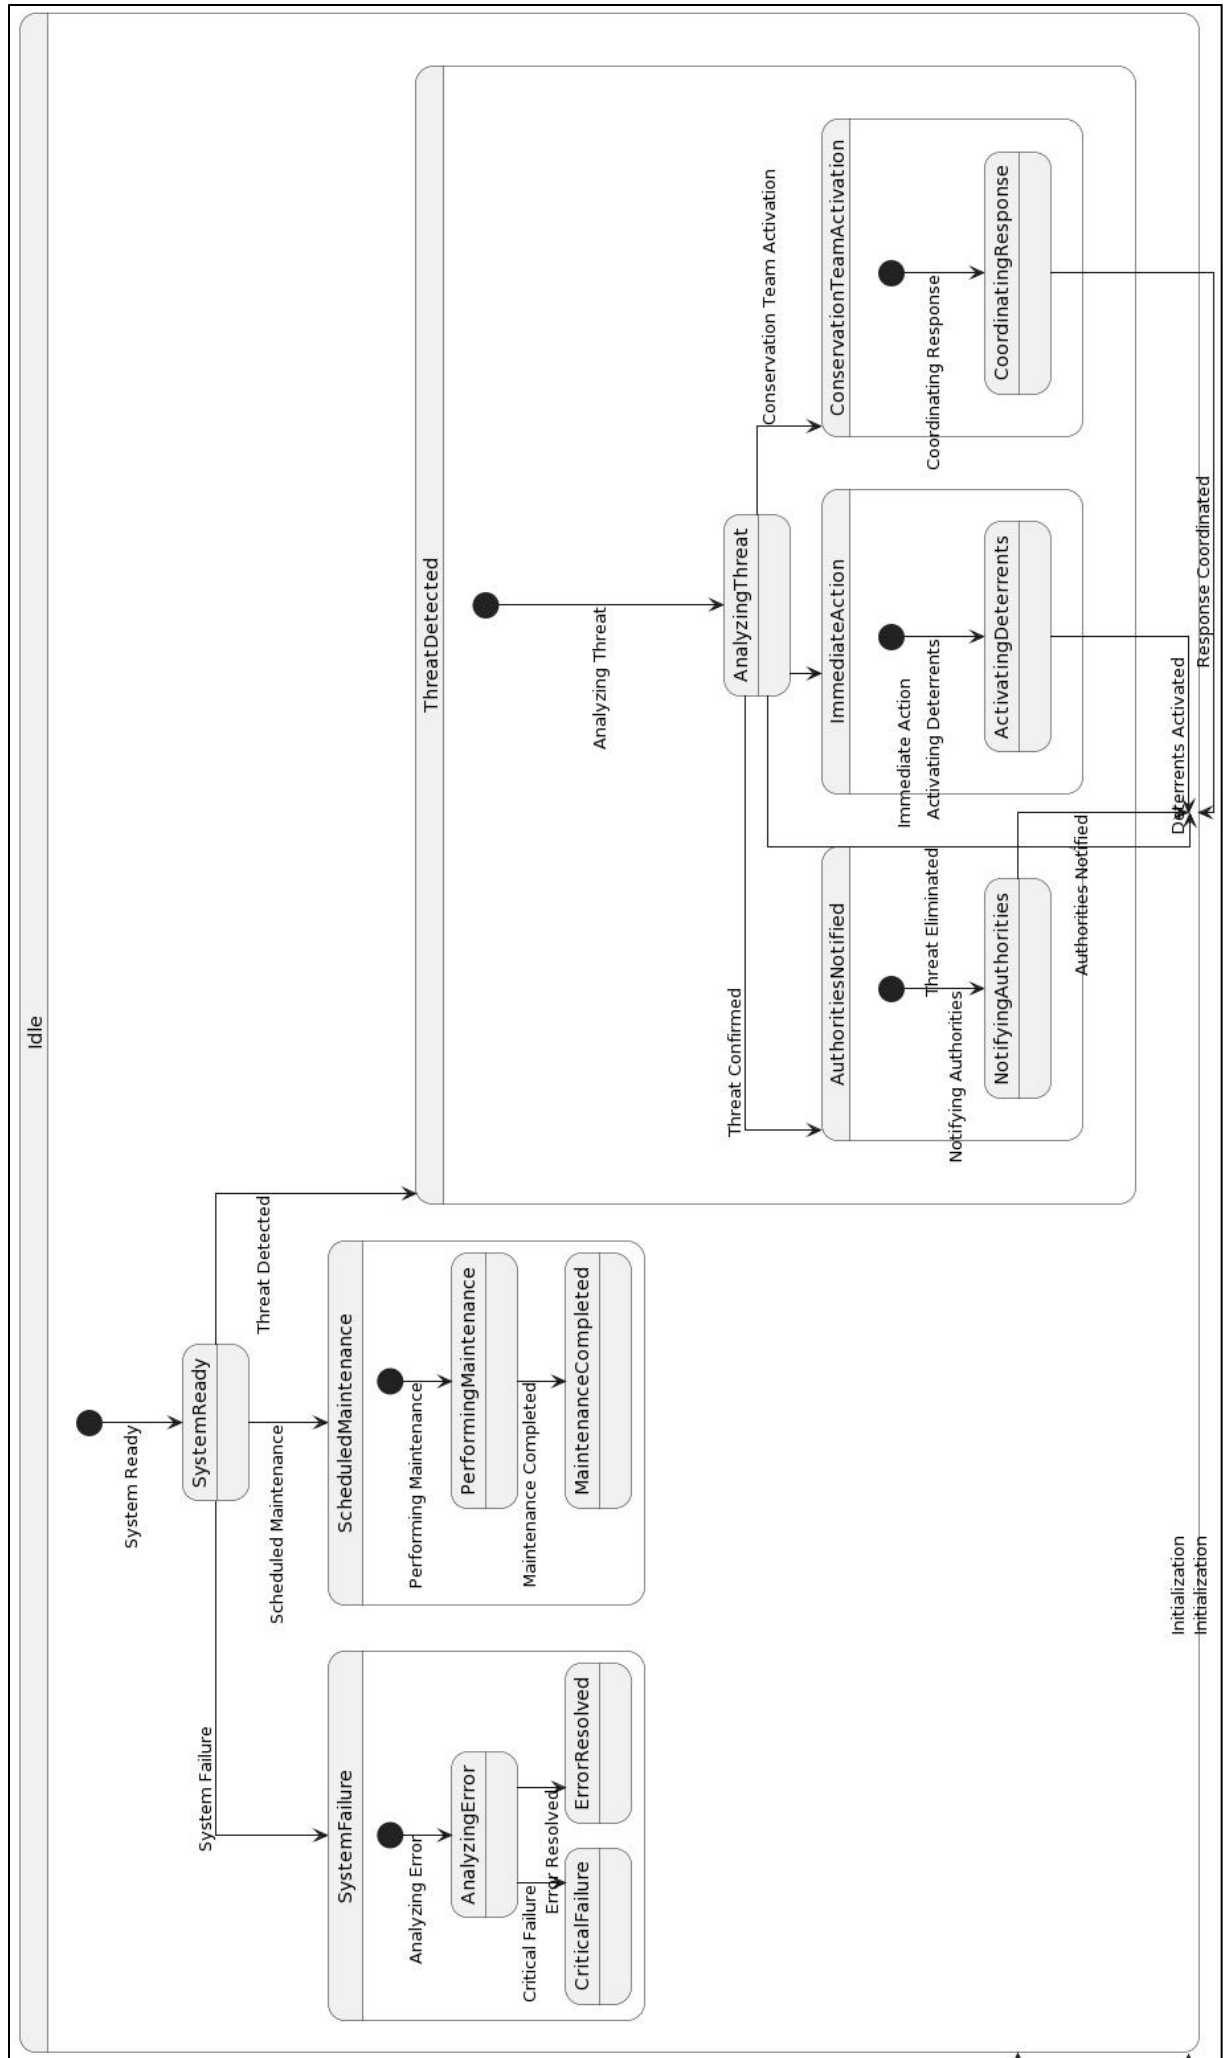 Idle
System Ready
SystemReady
System Failure
Scheduled Maintenance
Threat Detected
SystemFailure
Analyzing Error
AnalyzingError
Critical Failure
Error Resolved
CriticalFailure
ErrorResolved
ScheduledMaintenance
Performing Maintenance
PerformingMaintenance
Maintenance Completed
MaintenanceCompleted
ThreatDetected
Analyzing Threat
AnalyzingThreat
Threat Confirmed
Conservation Team Activation
AuthoritiesNotified
Threat Eliminated
Notifying Authorities
NotifyingAuthorities
Authorities Notified
ImmediateAction
Immediate Action
Activating Deterrents
ActivatingDeterrents
Deterrents Activated
ConservationTeamActivation
Coordinating Response
CoordinatingResponse
Response Coordinated
Initialization
Initialization